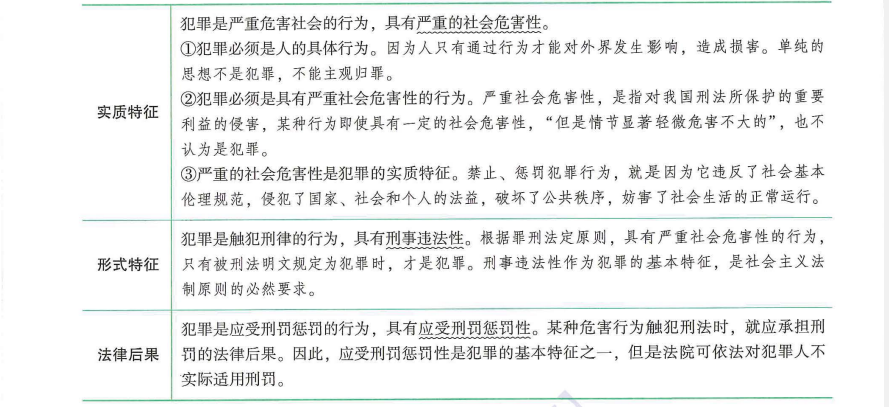 犯罪是严重危害社会的行为，具有严重的社会危害性。
①犯罪必须是人的具体行为。因为人只有通过行为才能对外界发生影响，造成损害。单纯的
思想不是犯罪，不能主观归罪。
实质特征
②犯罪必须是具有严重社会危害性的行为。严重社会危害性，是指对我国刑法所保护的重要
利益的侵害，某种行为即使具有一定的社会危害性，“但是情节显著轻微危害不大的”，也不
认为是犯罪。
③严重的社会危害性是犯罪的实质特征。禁止、惩罚犯罪行为，就是因为它违反了社会基本
伦理规范，侵犯了国家、社会和个人的法益，破坏了公共秩序，妨害了社会生活的正常运行。
形式特征
犯罪是触犯刑律的行为，具有刑事违法性。根据罪刑法定原则，具有严重社会危害性的行为，
只有被刑法明文规定为犯罪时，才是犯罪。刑事违法性作为犯罪的基本特征，是社会主义法
制原则的必然要求。
法律后果
犯罪是应受刑罚惩罚的行为，具有应受刑罚惩罚性。某种危害行为触犯刑法时，就应承担刑
罚的法律后果。因此，应受刑罚惩罚性是犯罪的基本特征之一，但是法院可依法对犯罪人不
实际适用刑罚。